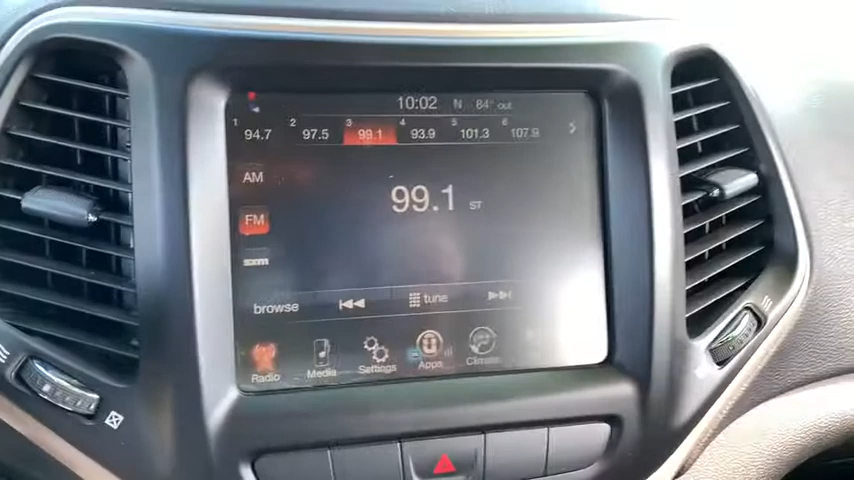 10:02 N 84° out
1 94.7 2 97.5 3 99.1 4 93.9 5 101.3 6 107.9
AM
99.1 ST
FM
sxm
browse tune
Radio Media Settings Apps Climate